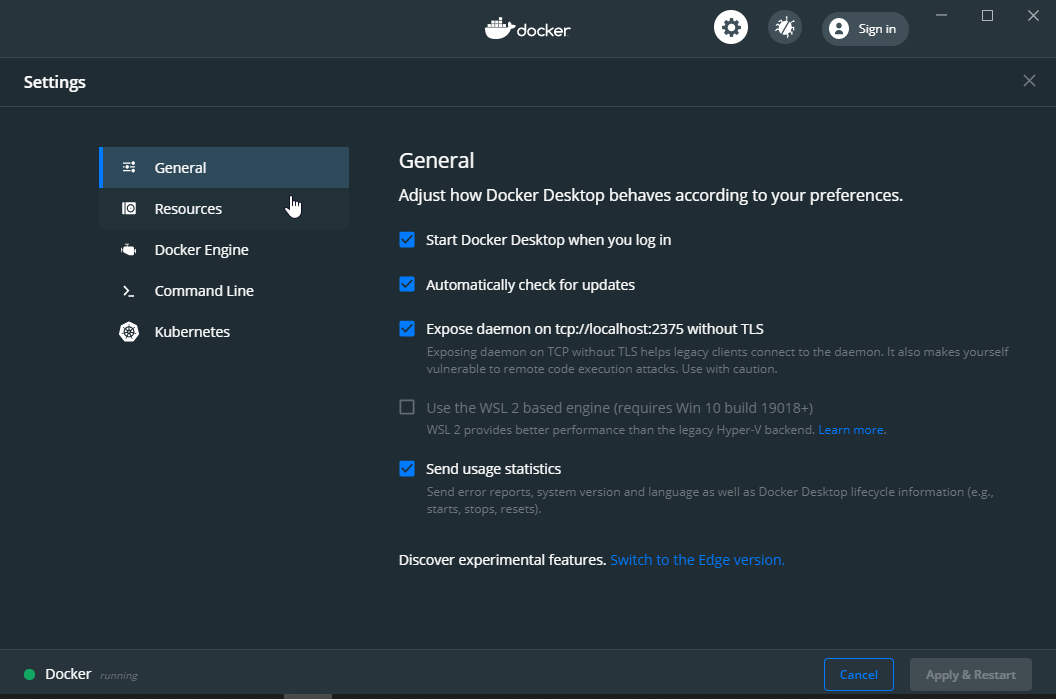 docker
Sign in
Settings
General
Resources
Docker Engine
Command Line
Kubernetes
General
Adjust how Docker Desktop behaves according to your preferences.
Start Docker Desktop when you log in
Automatically check for updates
Expose daemon on tcp://localhost:2375 without TLS
Exposing daemon on TCP without TLS helps legacy clients connect to the daemon. It also makes yourself
vulnerable to remote code execution attacks. Use with caution.
Use the WSL 2 based engine (requires Win 10 build 19018+)
WSL 2 provides better performance than the legacy Hyper-V backend. Learn more.
Send usage statistics
Send error reports, system version and language as well as Docker Desktop lifecycle information (e.g.,
starts, stops, resets).
Discover experimental features. Switch to the Edge version.
Docker running
Cancel
Apply & Restart